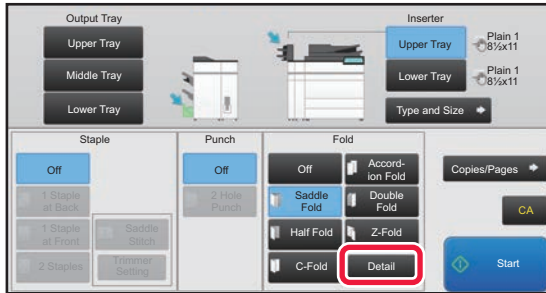 Output Tray
Upper Tray
Middle Tray
Lower Tray
Inserter
Upper Tray
Plain 1
8½x11
Lower Tray
Plain 1
8½x11
Type and Size
Staple
Off
1 Staple
at Back
1 Staple
at Front
2 Staples
Saddle
Stitch
Trimmer
Setting
Punch
Off
2 Hole
Punch
Fold
Off
Accord-
ion Fold
Saddle
Fold
Double
Fold
Half Fold
Z-Fold
C-Fold
Detail
Copies/Pages
CA
Start